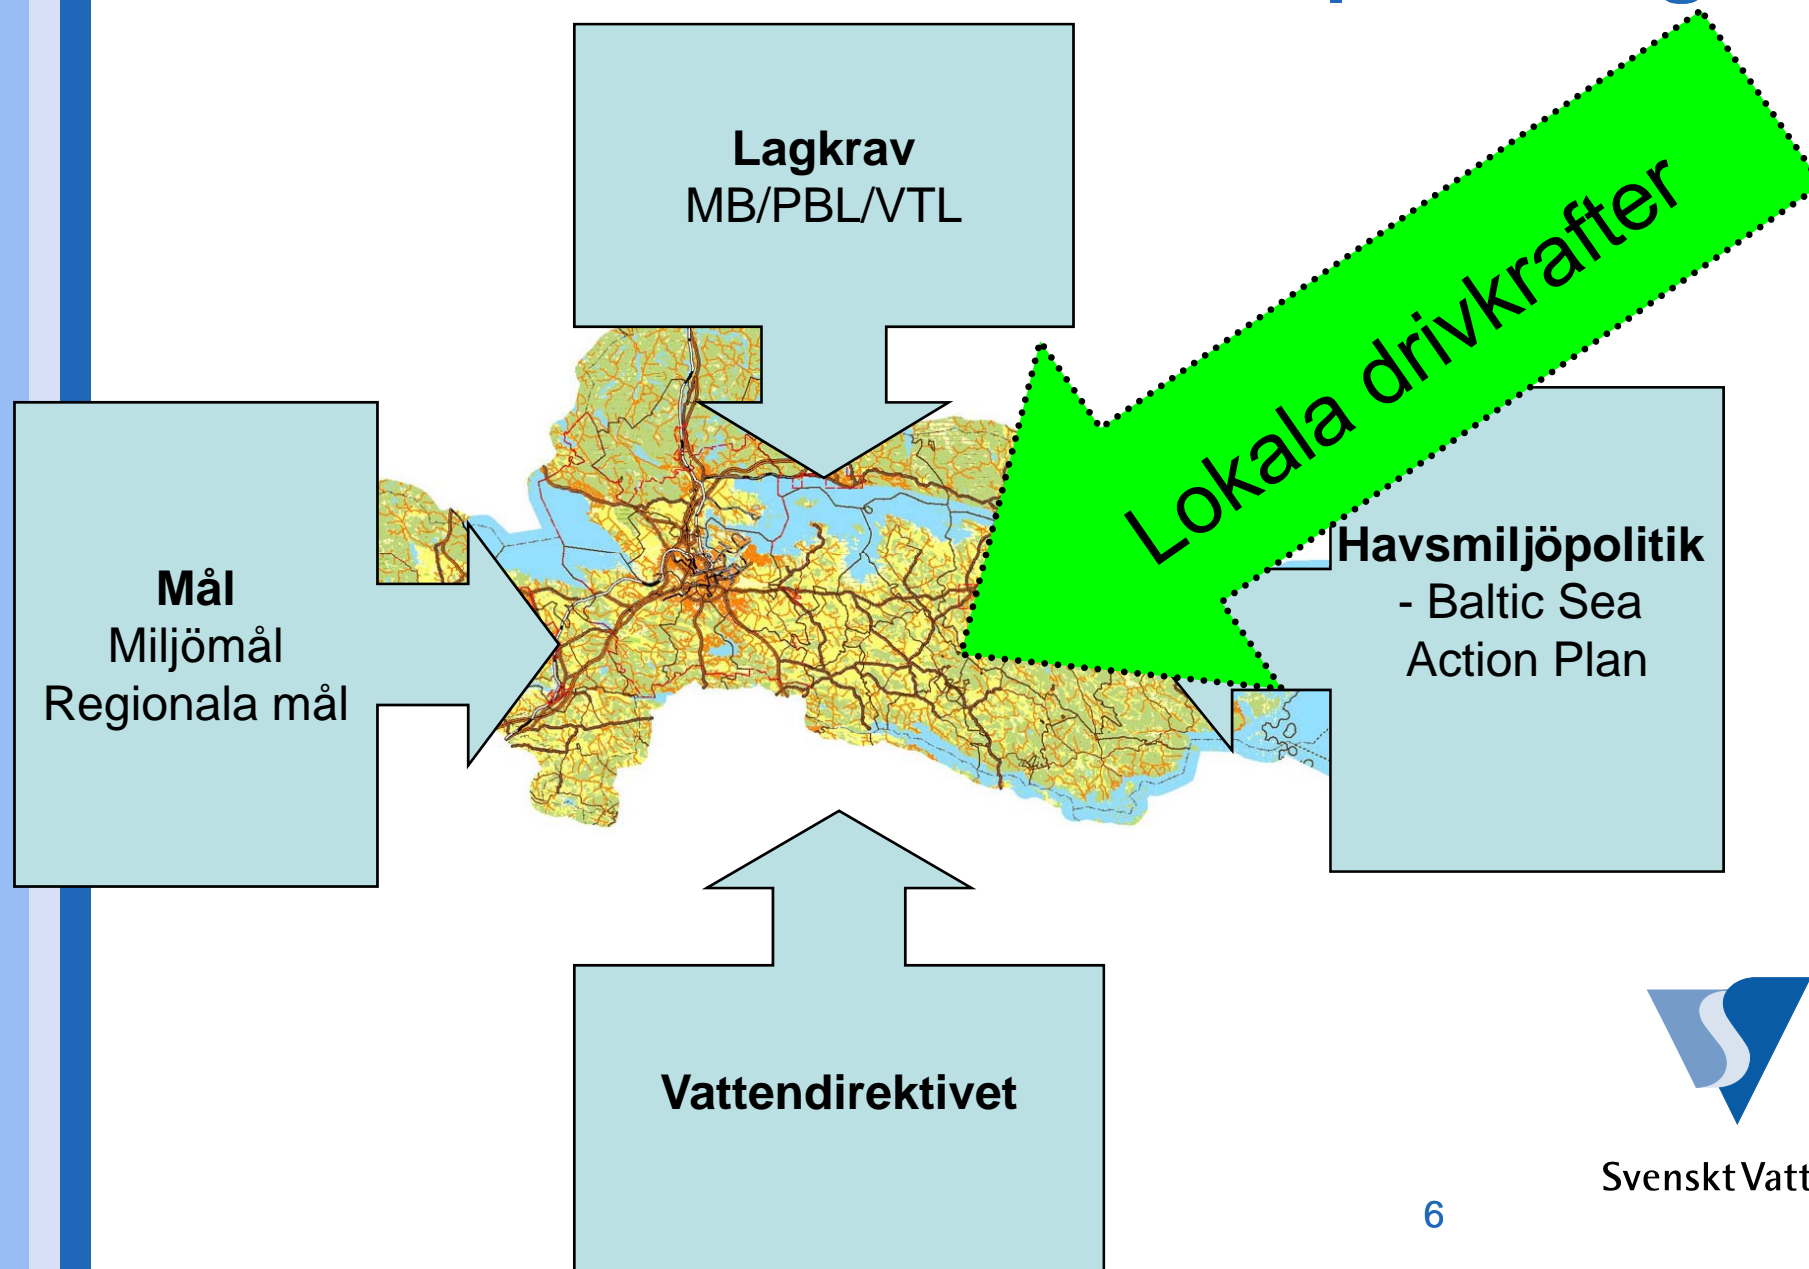 Lagkrav
MB/PBL/VTL
Lokala drivkrafter
Mål
Miljömål
Regionala mål
Havsmiljöpolitik
- Baltic Sea
Action Plan
Vattendirektivet
Svenskt Vatt
6